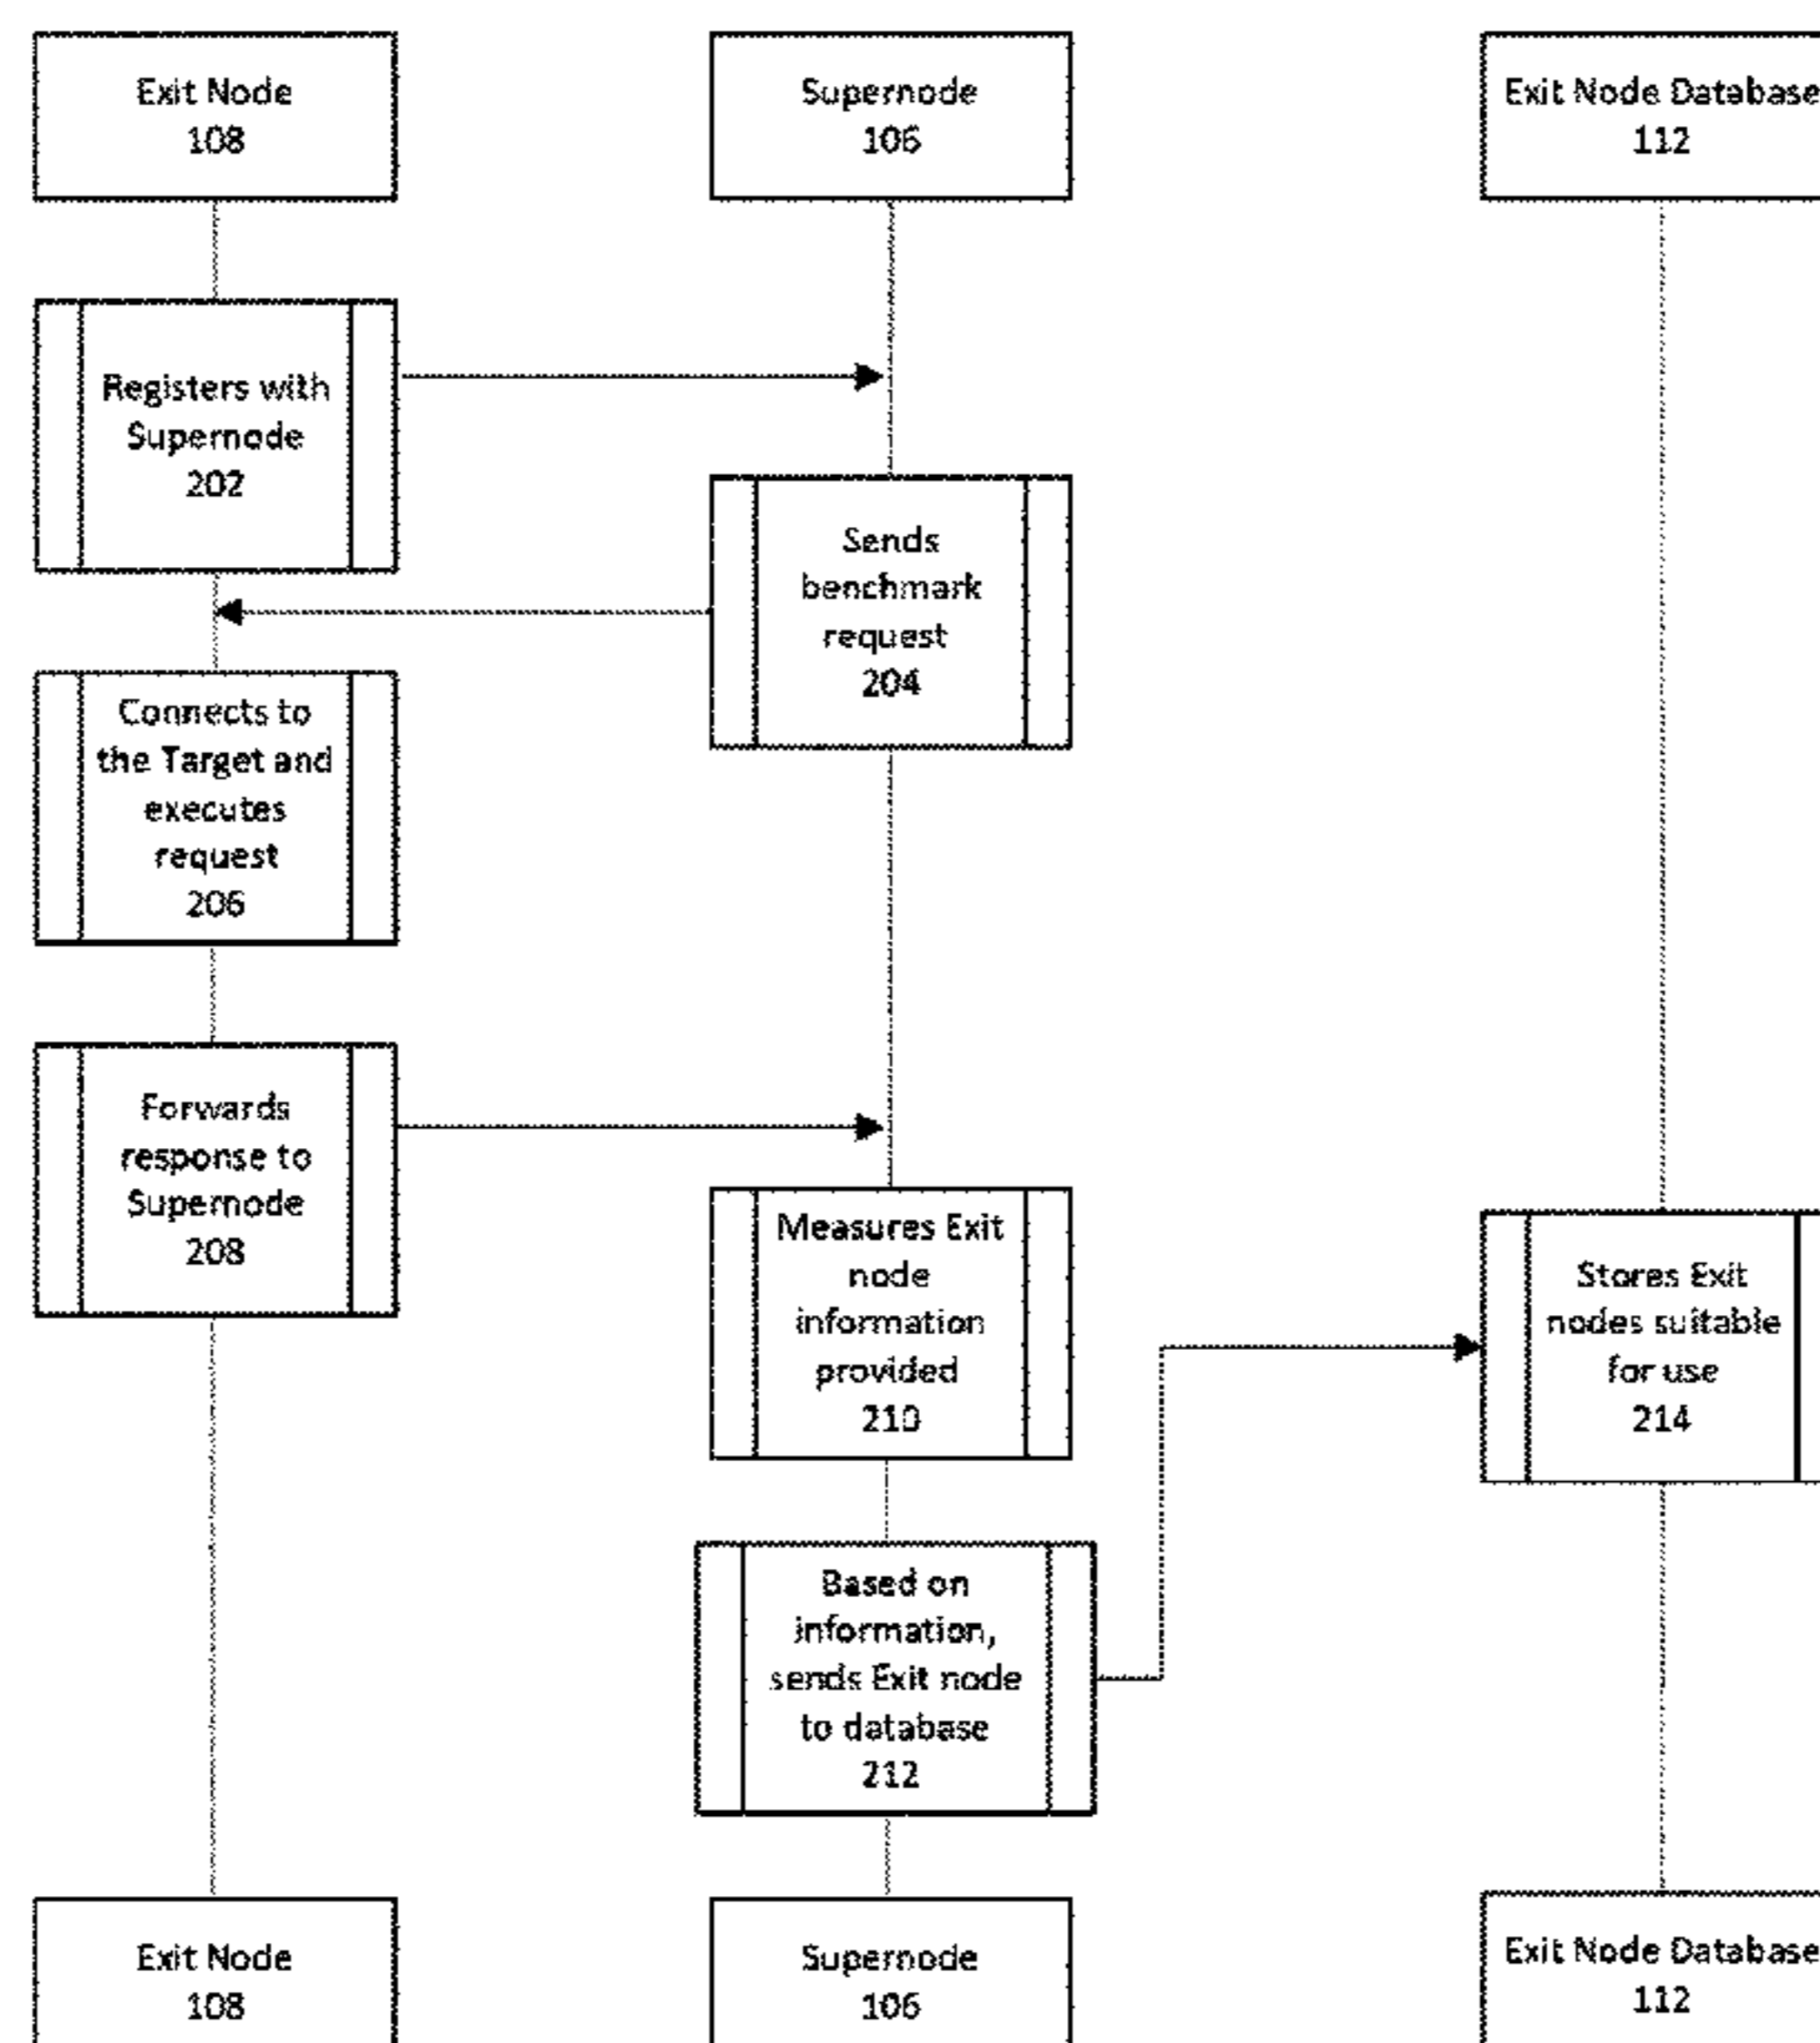 Exit Node
108
Supernode
106
Exit Node Database
112
Registers with
Supernode
202
Sends
benchmark
request
204
Connects to
the Target and
executes
request
206
Forwards
response to
Supernode
208
Measures Exit
node
information
provided
210
Stores Exit
nodes suitable
for use
214
Based on
information,
sends Exit node
to database
212
Exit Node
108
Supernode
106
Exit Node Database
112